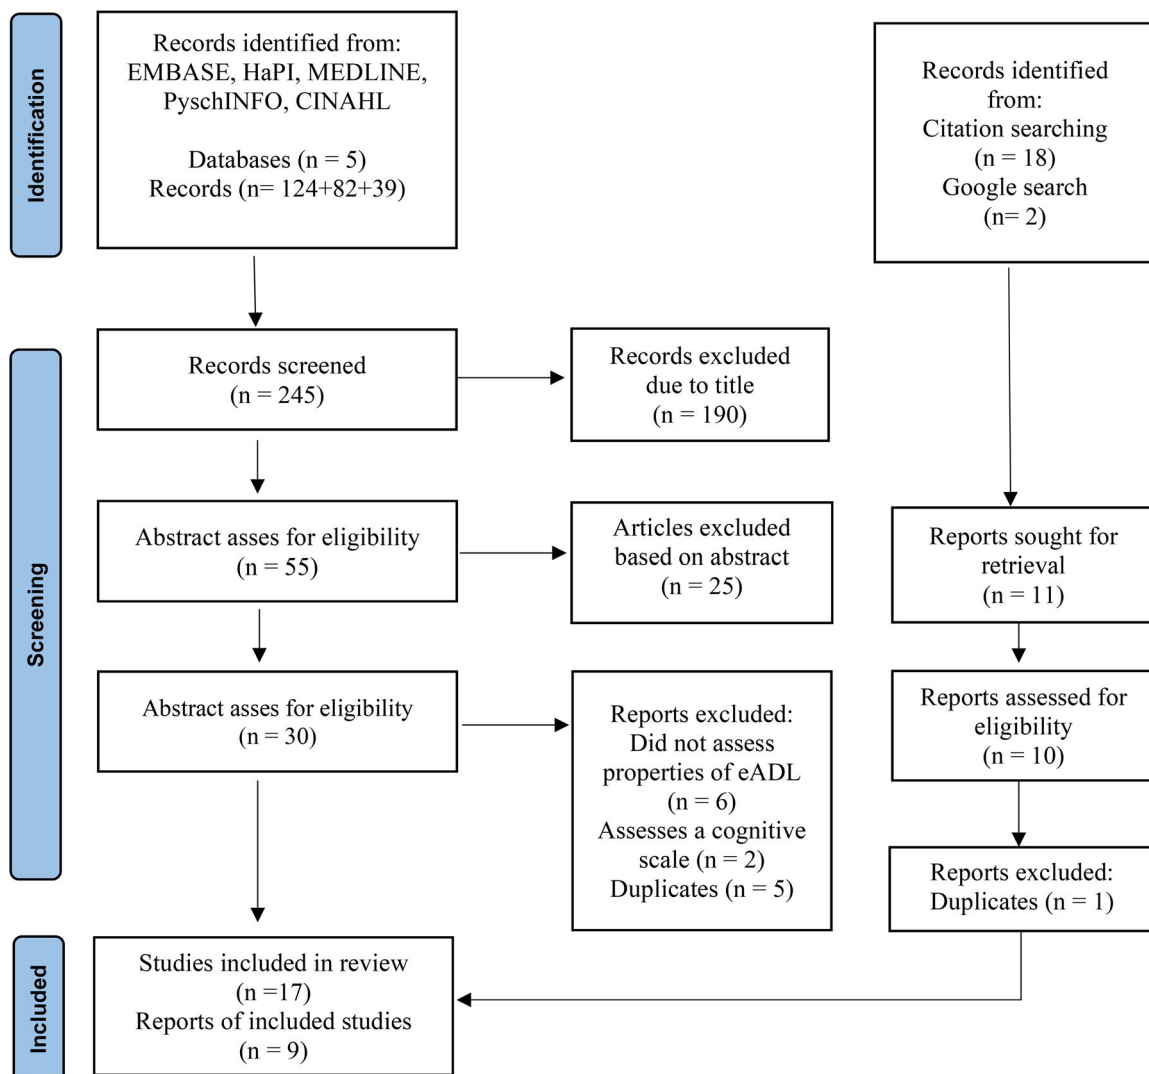 Identification
Records identified from:
EMBASE, HaPI, MEDLINE,
PyschINFO, CINAHL
Databases (n = 5)
Records (n= 124+82+39)
Records identified
from:
Citation searching
(n = 18)
Google search
(n= 2)
Screening
Records screened
(n = 245)
Records excluded
due to title
(n = 190)
Abstract asses for eligibility
(n = 55)
Articles excluded
based on abstract
(n = 25)
Reports sought for
retrieval
(n = 11)
Abstract asses for eligibility
(n = 30)
Reports excluded:
Did not assess
properties of eADL
(n = 6)
Assesses a cognitive
scale (n = 2)
Duplicates (n = 5)
Reports assessed for
eligibility
(n = 10)
Reports excluded:
Duplicates (n = 1)
Included
Studies included in review
(n =17)
Reports of included studies
(n = 9)